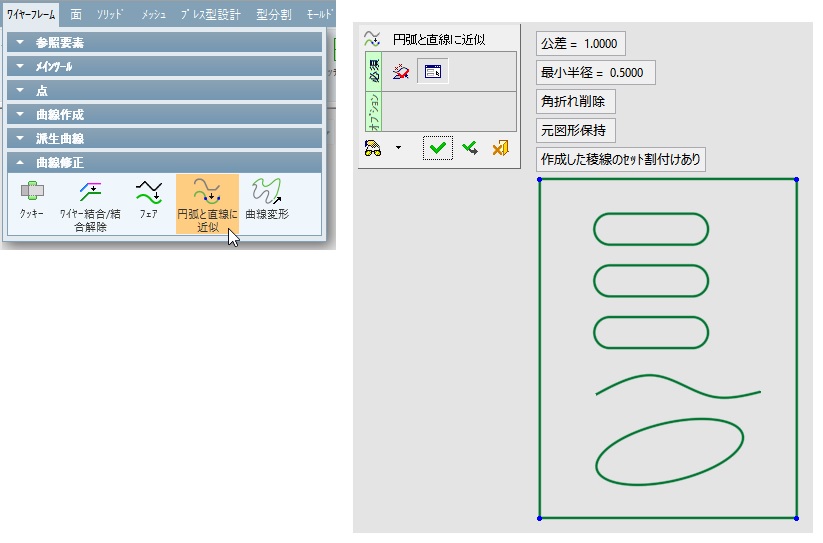 ﾜｲﾔｰﾌﾚｰﾑ 面 ｿﾘｯﾄﾞ ﾒｯｼｭ ﾌﾟﾚｽ型設計 型分割 ﾓｰﾙﾄﾞ
参照要素
ﾒｲﾝﾂｰﾙ
点
曲線作成
派生曲線
曲線修正
ｸｯｷｰ
ﾜｲﾔｰ結合/結
合解除
ﾌｪｱ
円弧と直線に
近似
曲線変形
円弧と直線に近似
必須
ｵﾌﾟｼｮﾝ
公差 = 1.0000
最小半径 = 0.5000
角折れ削除
元図形保持
作成した稜線のｾｯﾄ割付けあり